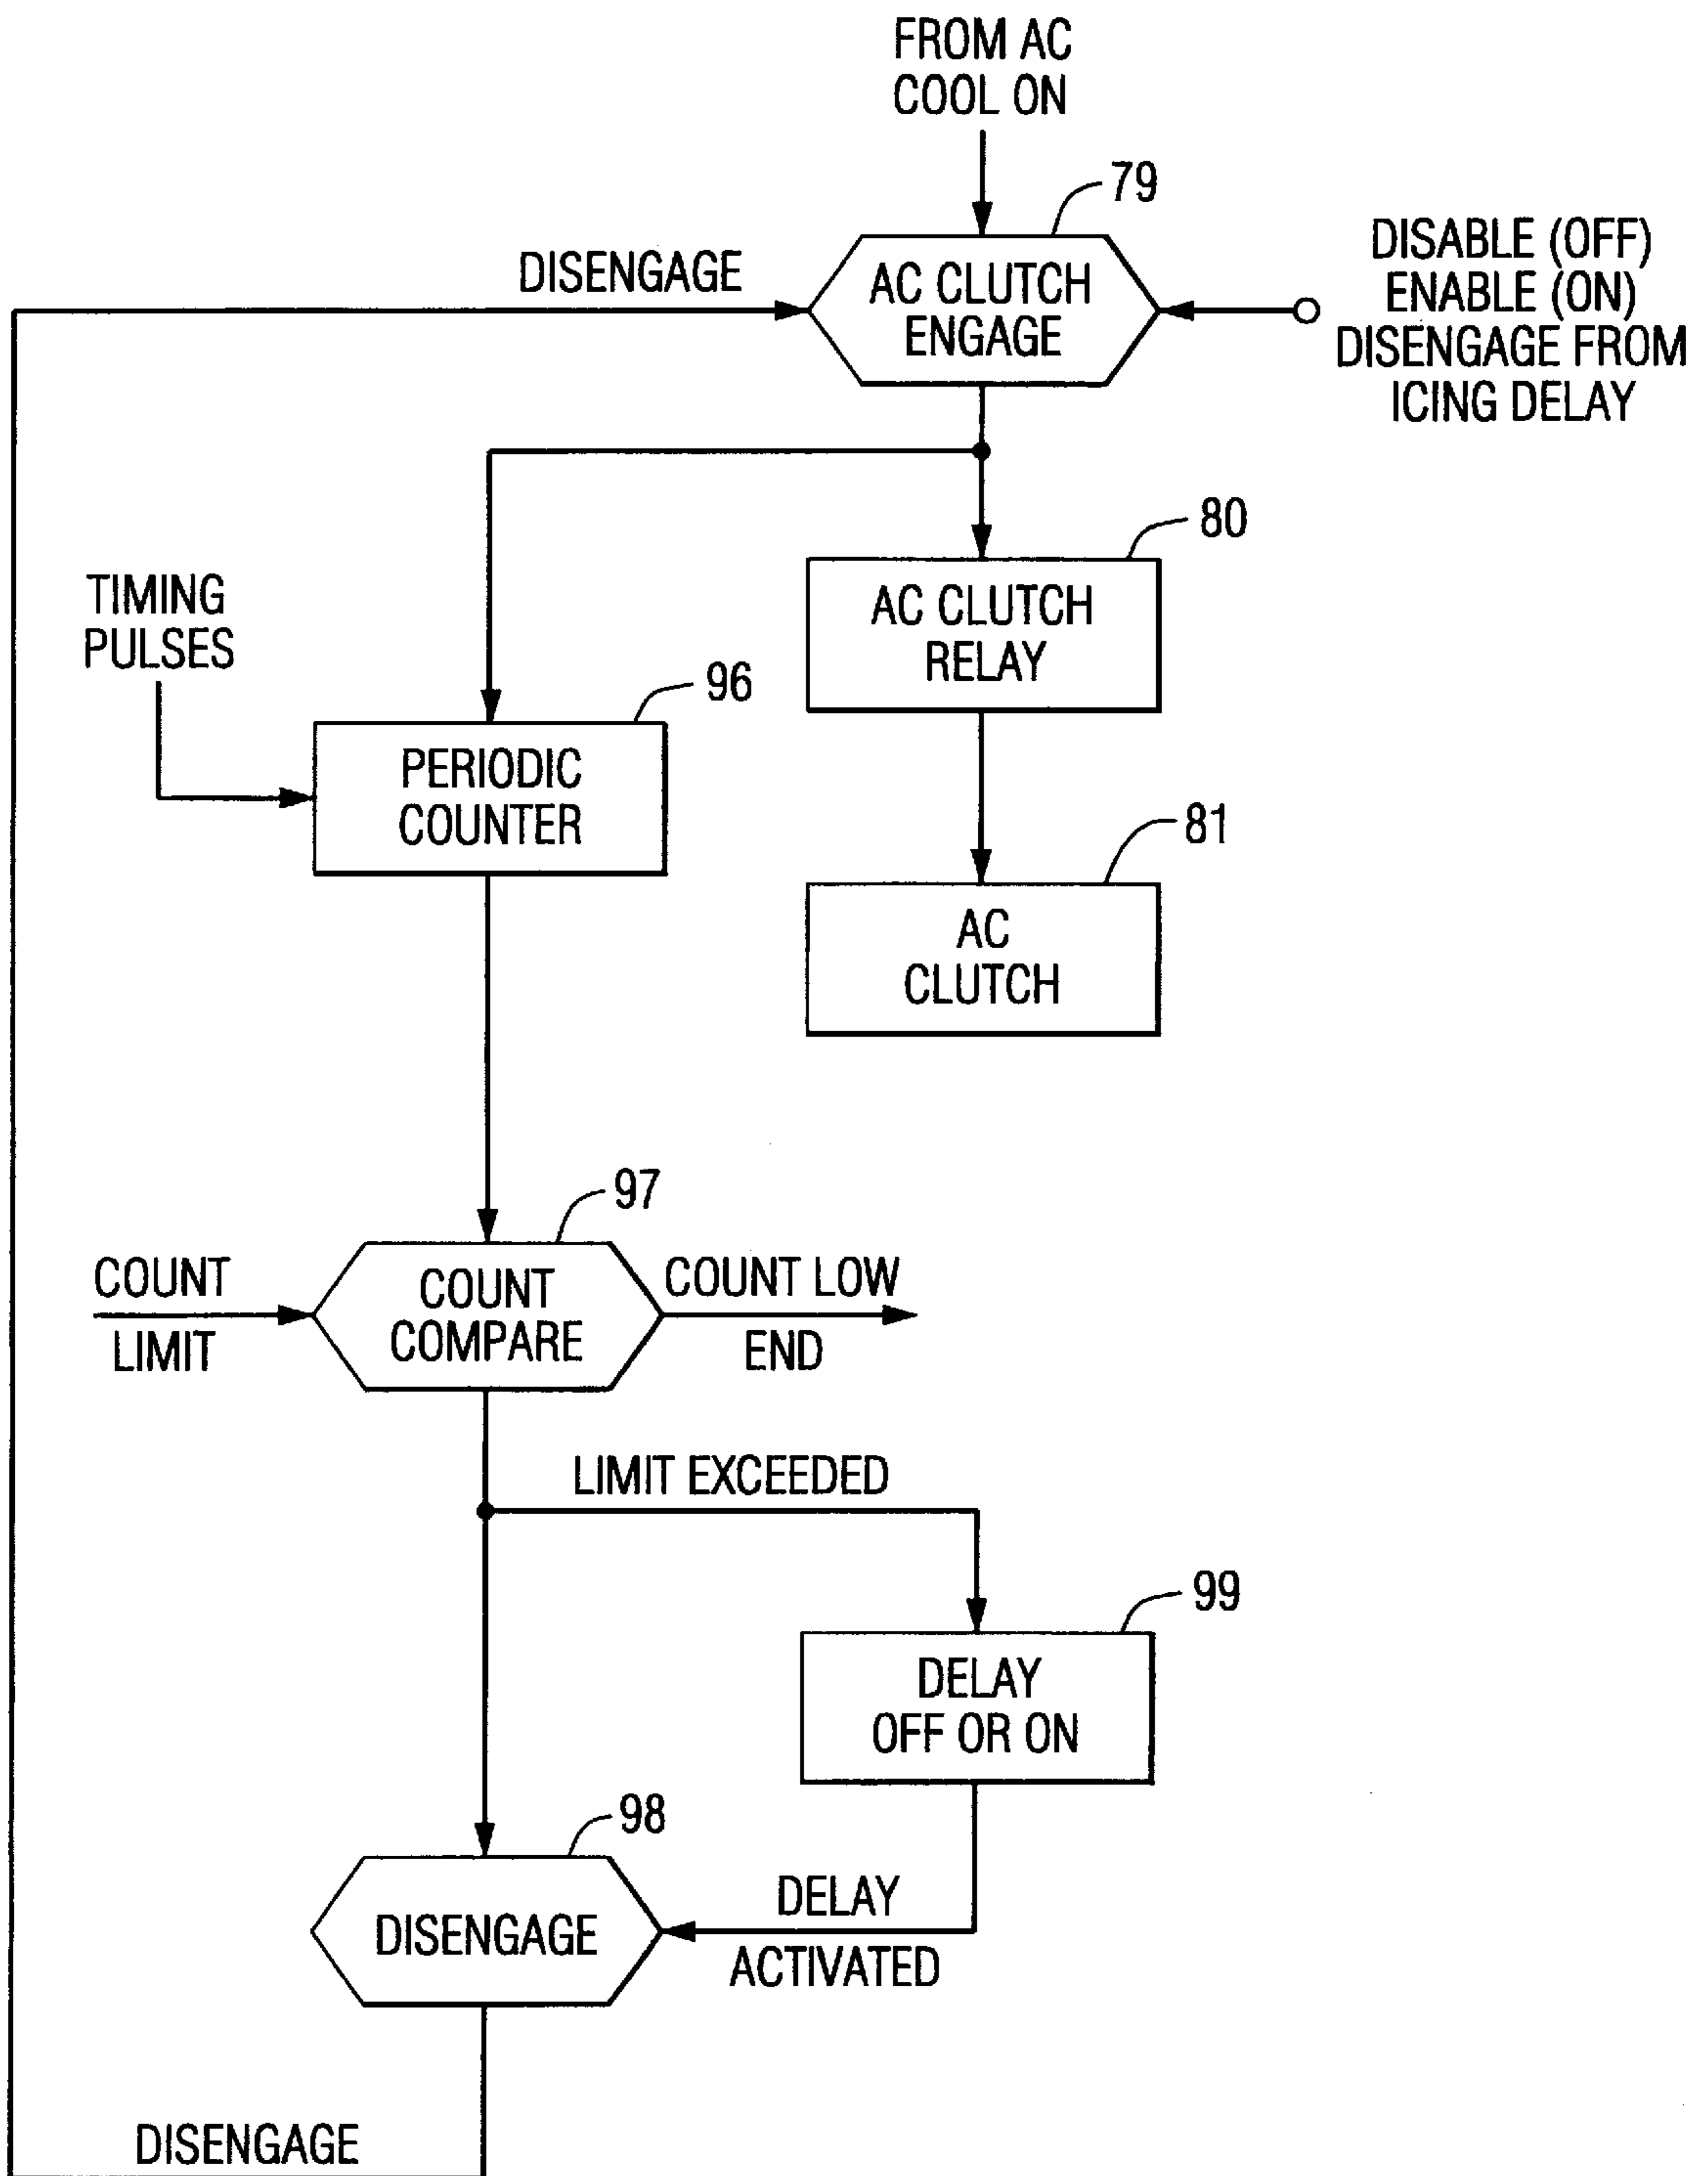 FROM AC
COOL ON
79
DISENGAGE
AC CLUTCH
ENGAGE
DISABLE (OFF)
ENABLE (ON)
DISENGAGE FROM
ICING DELAY
80
AC CLUTCH
RELAY
TIMING
PULSES
96
PERIODIC
COUNTER
81
AC
CLUTCH
97
COUNT
LIMIT
COUNT
COMPARE
COUNT LOW
END
LIMIT EXCEEDED
99
DELAY
OFF OR ON
98
DISENGAGE
DELAY
ACTIVATED
DISENGAGE